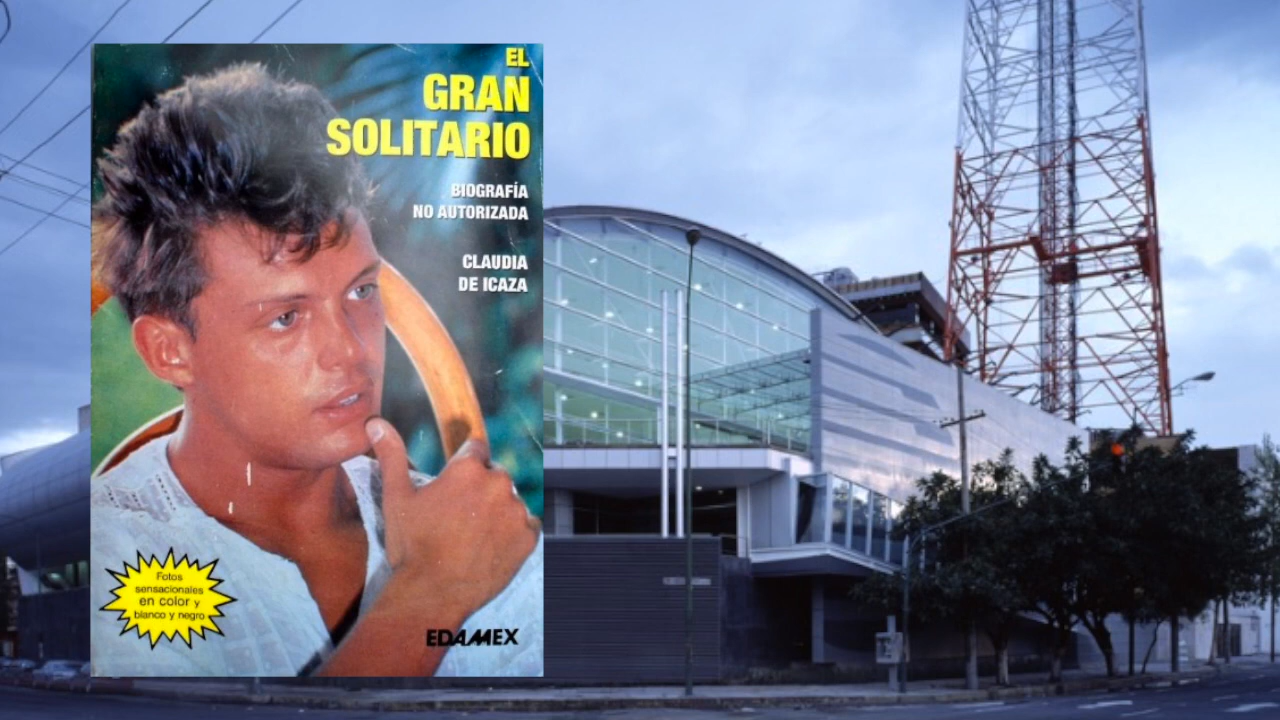 EL
GRAN
SOLITARIO
BIOGRAFÍA
NO AUTORIZADA
CLAUDIA
DE ICAZA
Fotos
sensacionales
en color y
blanco y negro
EDAMEX